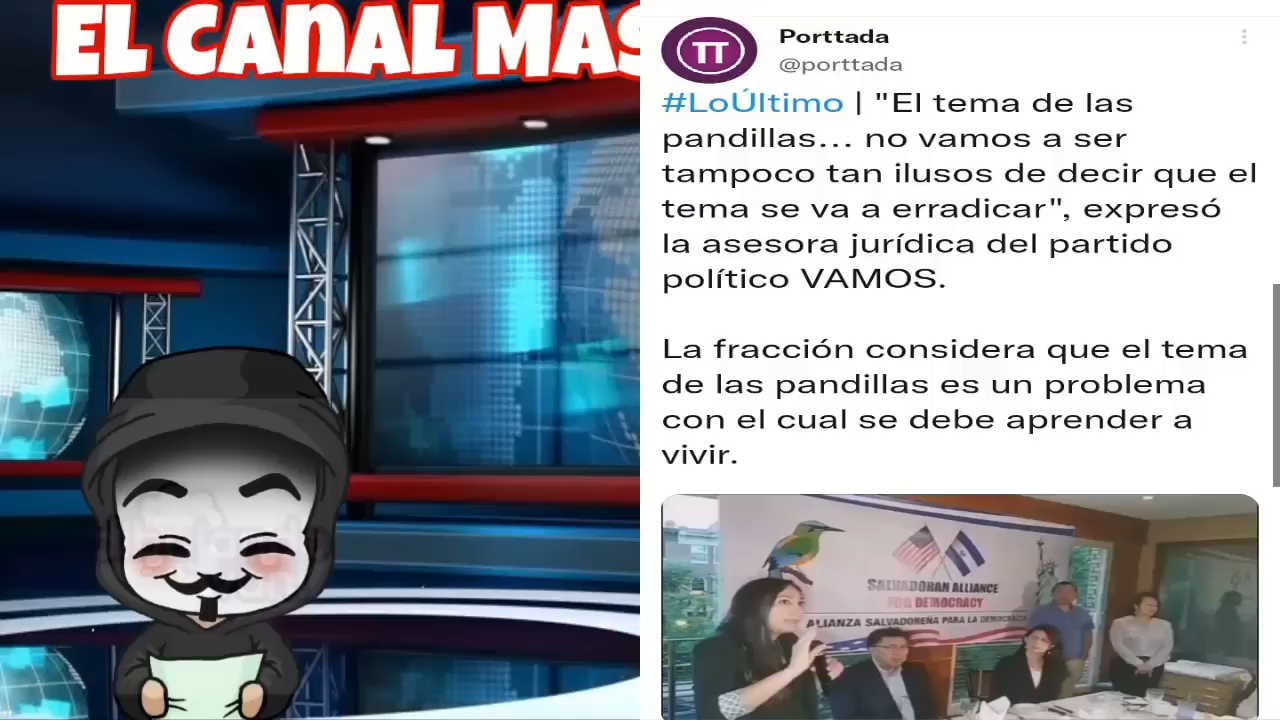 EL CANAL MAS
Porttada
@porttada
#LoÚltimo | "El tema de las
pandillas... no vamos a ser
tampoco tan ilusos de decir que el
tema se va a erradicar", expresó
la asesora jurídica del partido
político VAMOS.
La fracción considera que el tema
de las pandillas es un problema
con el cual se debe aprender a
vivir.
SALVADORAN ALLIANCE
FOR DEMOCRACY
ALIANZA SALVADOREÑA PARA LA DEMOCRACIA